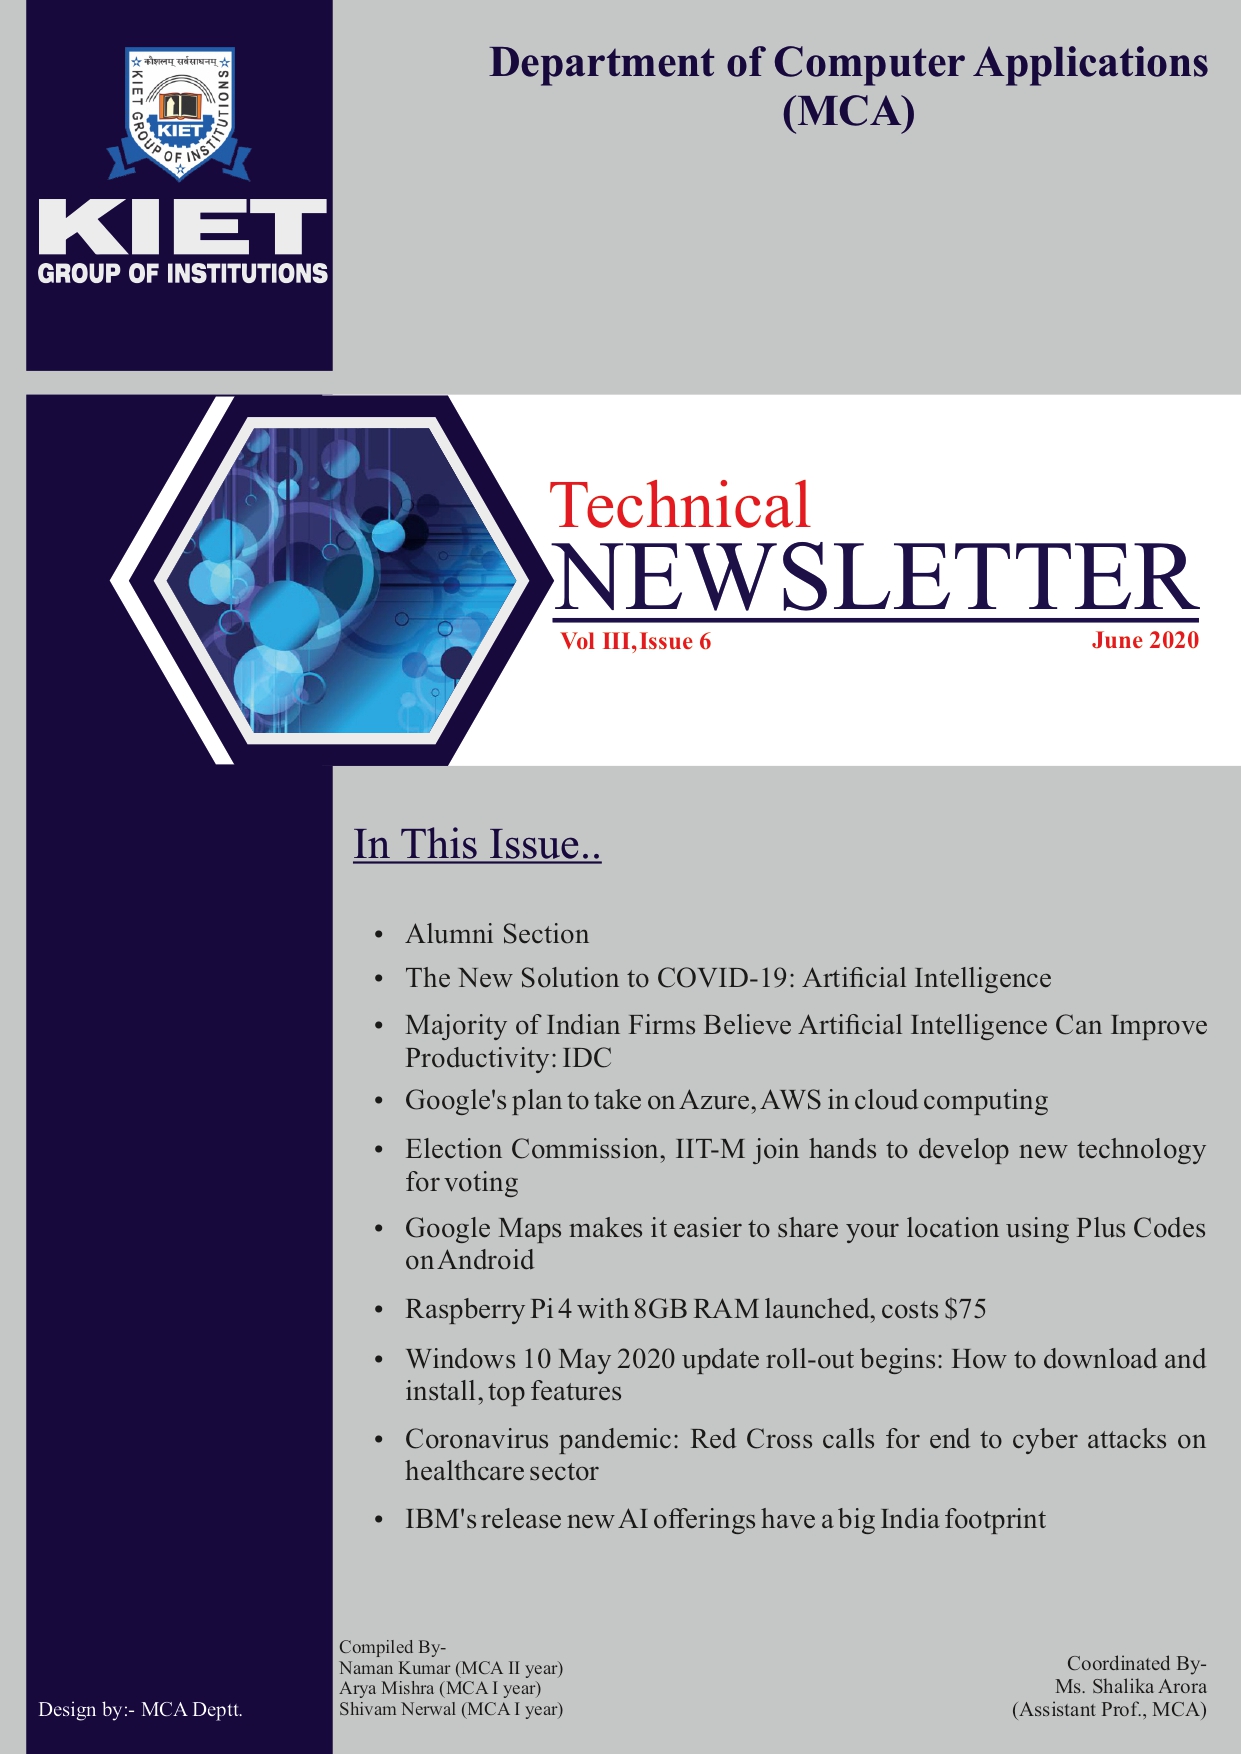 कौशलम् सर्वसाधनम्
KIET GROUP OF INSTITUTIONS
KIET
KIET
GROUP OF INSTITUTIONS
Department of Computer Applications
(MCA)
Technical
NEWSLETTER
Vol III, Issue 6
June 2020
In This Issue..
• Alumni Section
• The New Solution to COVID-19: Artificial Intelligence
• Majority of Indian Firms Believe Artificial Intelligence Can Improve
Productivity: IDC
• Google's plan to take on Azure, AWS in cloud computing
• Election Commission, IIT-M join hands to develop new technology
for voting
• Google Maps makes it easier to share your location using Plus Codes
on Android
• Raspberry Pi 4 with 8GB RAM launched, costs $75
• Windows 10 May 2020 update roll-out begins: How to download and
install, top features
• Coronavirus pandemic: Red Cross calls for end to cyber attacks on
healthcare sector
• IBM's release new AI offerings have a big India footprint
Compiled By-
Naman Kumar (MCA II year)
Arya Mishra (MCA I year)
Shivam Nerwal (MCA I year)
Coordinated By-
Ms. Shalika Arora
(Assistant Prof., MCA)
Design by:- MCA Deptt.